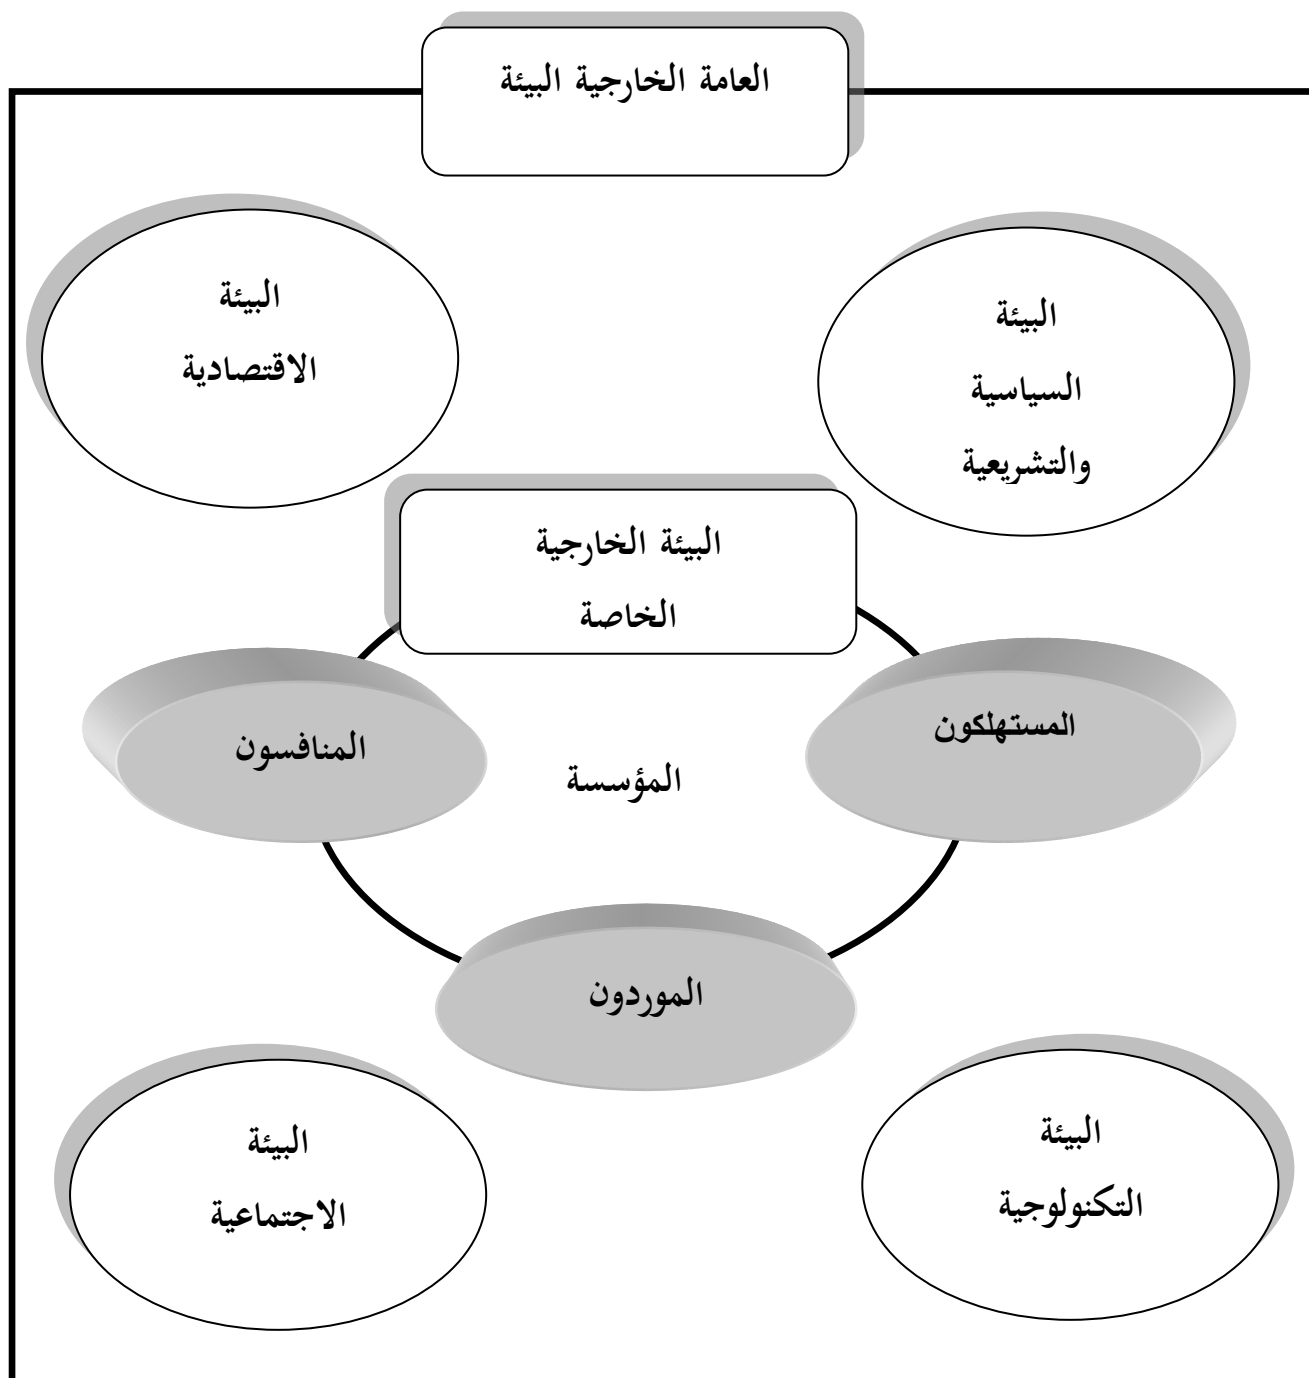 العامة الخارجية البيئة
البيئة
السياسية
والتشريعية
البيئة
الاقتصادية
البيئة الخارجية
الخاصة
المستهلكون
المؤسسة
المنافسون
الموردون
البيئة
التكنولوجية
البيئة
الاجتماعية